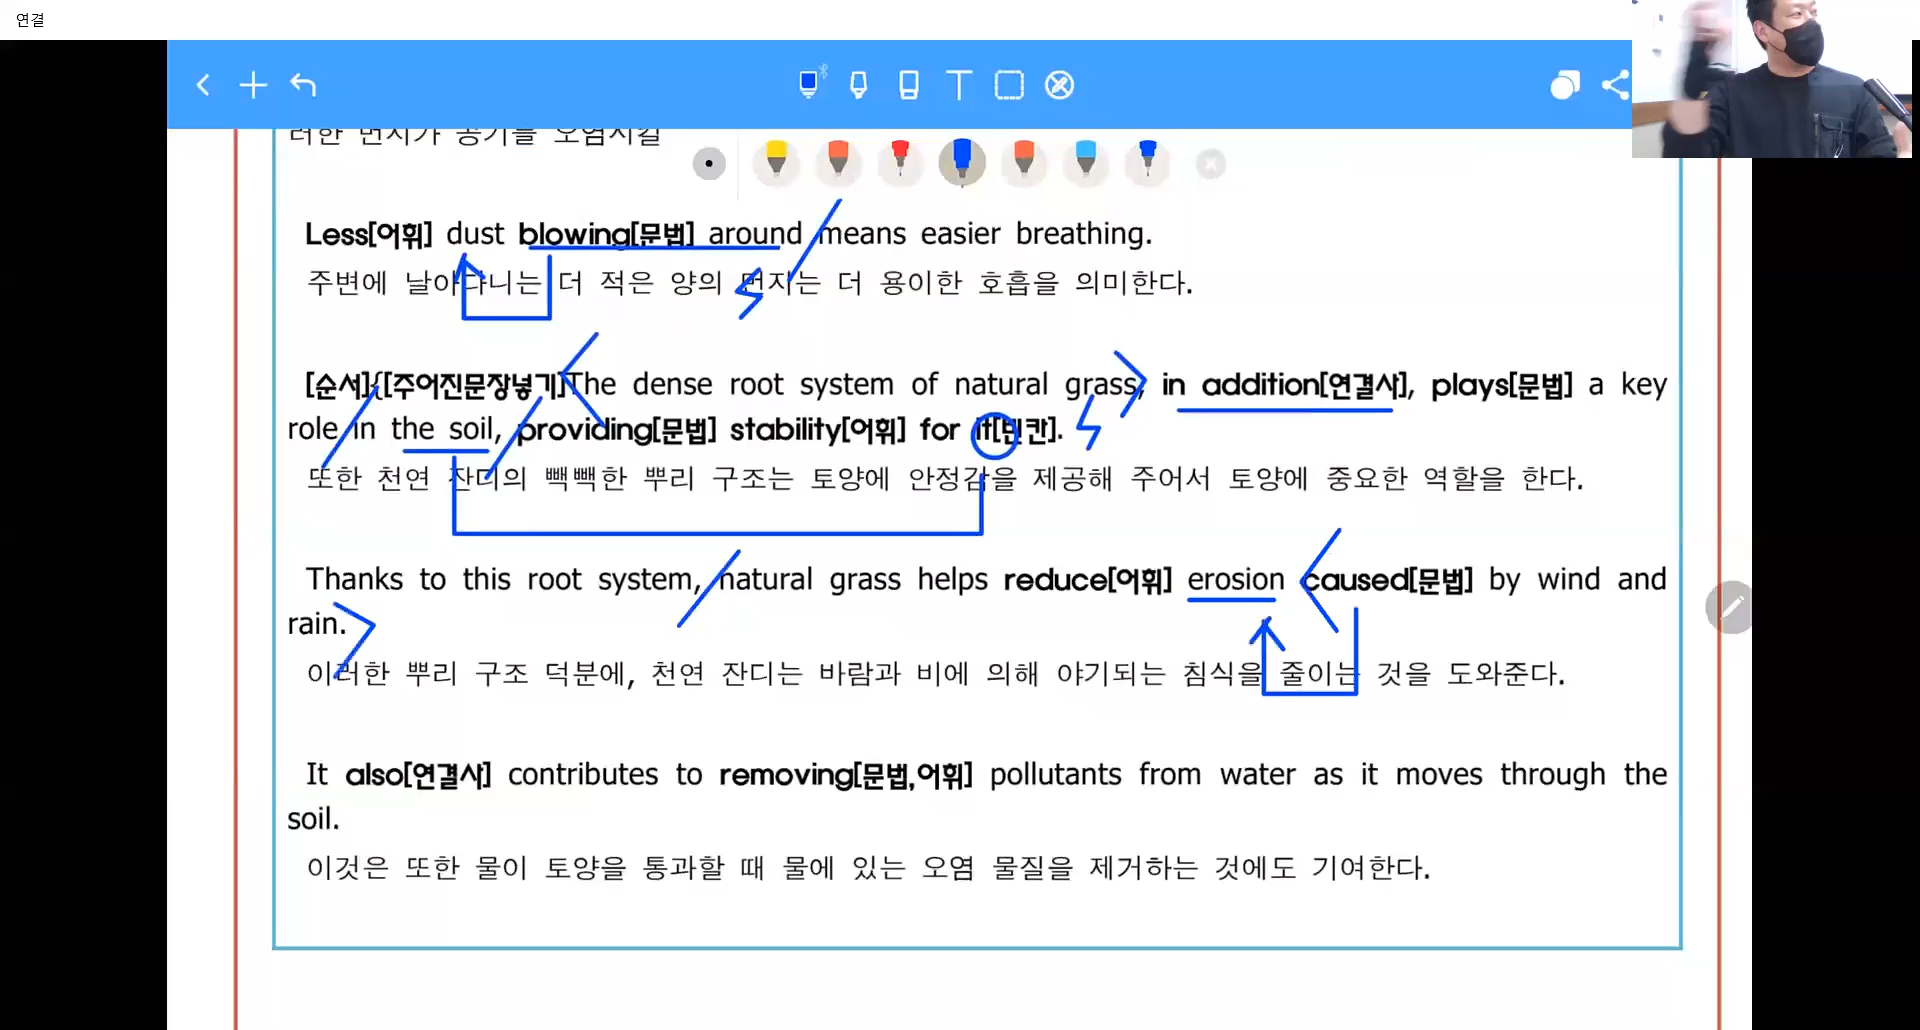 연결
러한 먼지가 공기를 오염시킬
Less[어휘] dust blowing[문법] around means easier breathing.
주변에 날아다니는 더 적은 양의 먼지는 더 용이한 호흡을 의미한다.
[순서]{[주어진문장넣기]The dense root system of natural grass, in addition[연결사], plays[문법] a key
role in the soil, providing[문법] stability[어휘] for it[빈칸].
또한 천연 잔디의 빽빽한 뿌리 구조는 토양에 안정감을 제공해 주어서 토양에 중요한 역할을 한다.
Thanks to this root system, natural grass helps reduce[어휘] erosion caused[문법] by wind and
rain.
이러한 뿌리 구조 덕분에, 천연 잔디는 바람과 비에 의해 야기되는 침식을 줄이는 것을 도와준다.
It also[연결사] contributes to removing[문법,어휘] pollutants from water as it moves through the
soil.
이것은 또한 물이 토양을 통과할 때 물에 있는 오염 물질을 제거하는 것에도 기여한다.